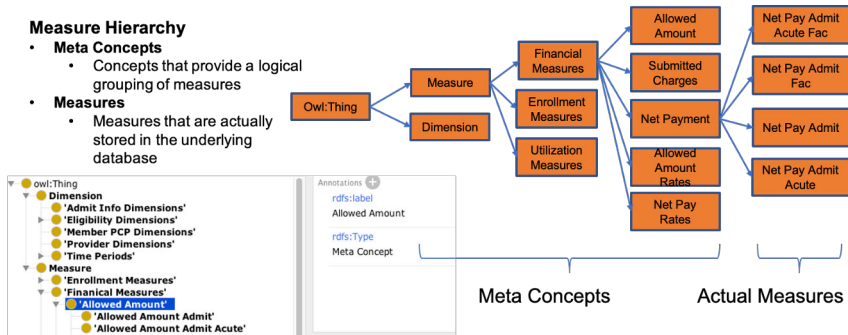 Measure Hierarchy
• Meta Concepts
• Concepts that provide a logical
grouping of measures
• Measures
• Measures that are actually
stored in the underlying
database
Owl:Thing
Measure
Dimension
Financial
Measures
Enrollment
Measures
Utilization
Measures
Allowed
Amount
Submitted
Charges
Net Payment
Allowed
Amount
Rates
Net Pay
Rates
Net Pay Admit
Acute Fac
Net Pay Admit
Fac
Net Pay Admit
Net Pay Admit
Acute
Meta Concepts
Actual Measures
owl:Thing
Dimension
'Admit Info Dimensions'
'Eligibility Dimensions'
'Member PCP Dimensions'
'Provider Dimensions'
'Time Periods'
Measure
'Enrollment Measures'
'Finanical Measures'
'Allowed Amount'
'Allowed Amount Admit'
'Allowed Amount Admit Acute'
Annotations
rdfs:label
Allowed Amount
rdfs:Type
Meta Concept